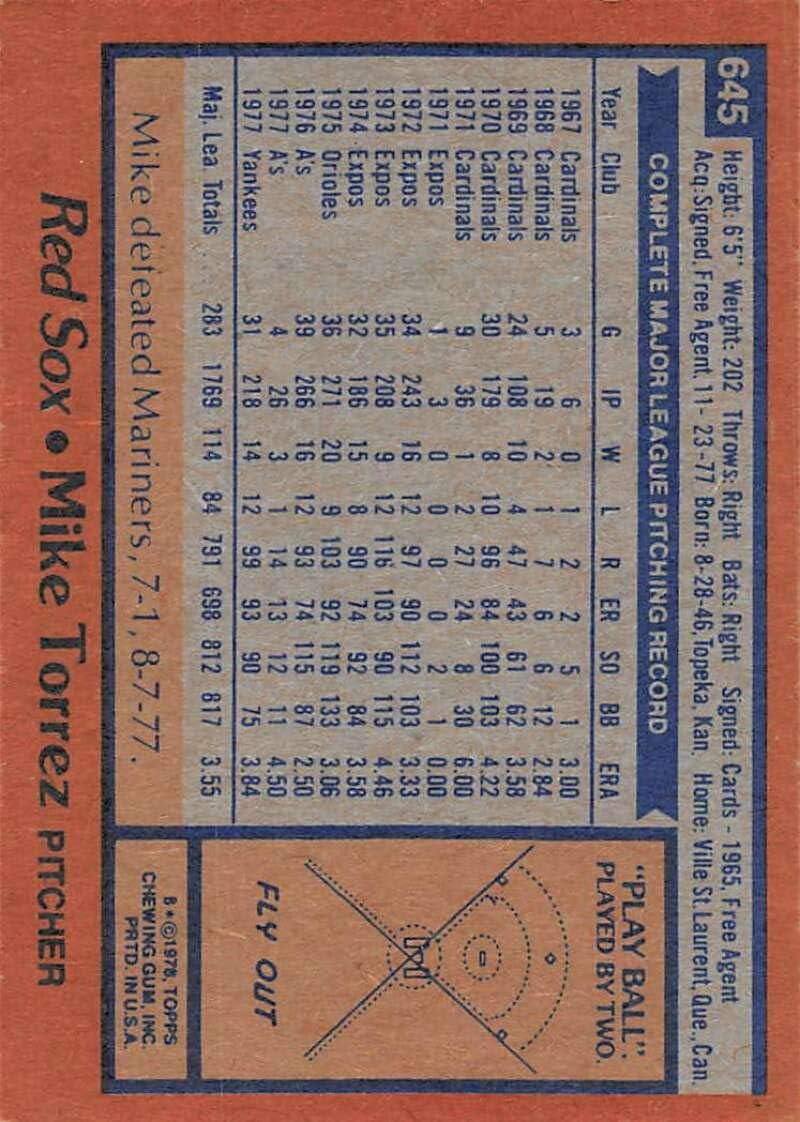 645
Height: 6'5" Weight: 202 Throws: Right Bats: Right Signed: Cards - 1965, Free Agent
Acq: Signed, Free Agent, 11-23-77 Born: 8-28-46, Topeka, Kan. Home: Ville St. Laurent, Que., Can.
COMPLETE MAJOR LEAGUE PITCHING RECORD
Year Club G IP W L R ER SO BB ERA
1967 Cardinals 3 6 0 1 2 2 5 1 3.00
1968 Cardinals 5 19 2 1 7 6 6 12 2.84
1969 Cardinals 24 108 10 4 47 43 61 62 3.58
1970 Cardinals 30 179 8 10 96 84 100 103 4.22
1971 Cardinals 9 36 1 2 27 24 8 30 6.00
1971 Expos 1 3 0 0 0 0 2 1 0.00
1972 Expos 34 243 16 12 97 90 112 103 3.33
1973 Expos 35 208 9 12 116 103 90 115 4.46
1974 Expos 32 186 15 8 90 74 92 84 3.58
1975 Orioles 36 271 20 9 103 92 119 133 3.06
1976 A's 39 266 16 12 93 74 115 87 2.50
1977 A's 4 26 3 1 14 13 12 11 4.50
1977 Yankees 31 218 14 12 99 93 90 75 3.84
Maj. Lea. Totals 283 1769 114 84 791 698 812 817 3.55
Mike defeated Mariners, 7-1, 8-7-77.
"PLAY BALL".
PLAYED BY TWO.
FLY OUT
B*©1978, TOPPS
CHEWING GUM, INC.
PRTD. IN U.S.A.
Red Sox • Mike Torrez PITCHER